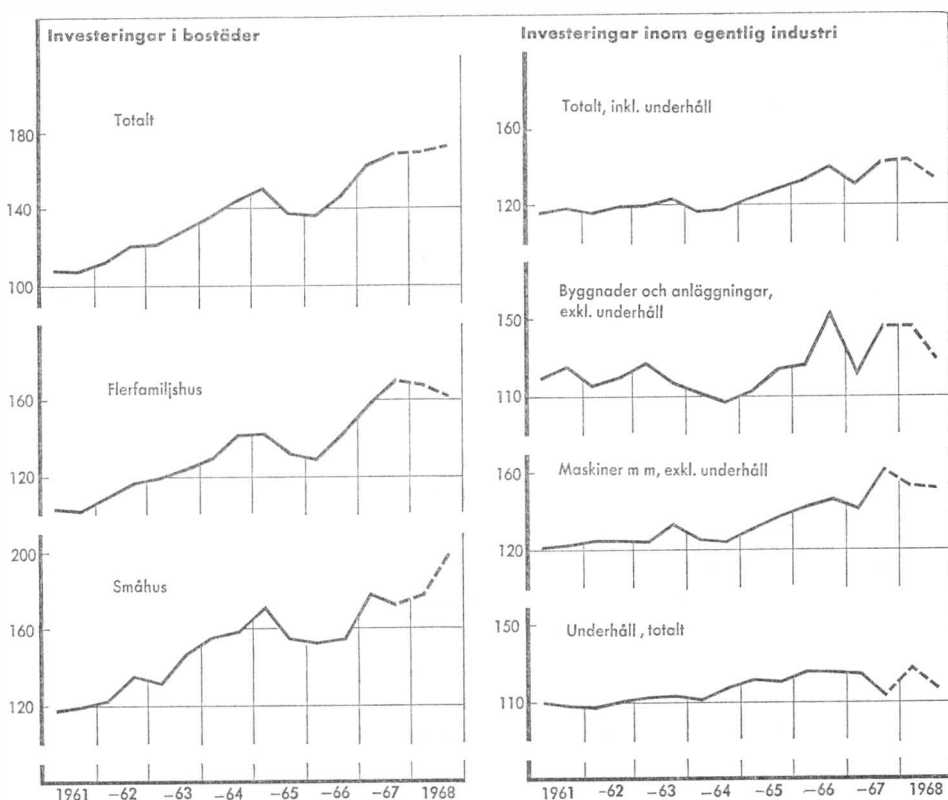 Investeringar i bostäder
Totalt
180
140
100
Flerfamiljshus
160
120
Småhus
200
160
120
1961 –62 –63 –64 –65 –66 –67 1968
Investeringar inom egentlig industri
Totalt, inkl. underhåll
160
120
Byggnader och anläggningar,
exkl. underhåll
150
110
Maskiner m m, exkl. underhåll
160
120
Underhåll, totalt
150
110
1961 –62 –63 –64 –65 –66 –67 1968